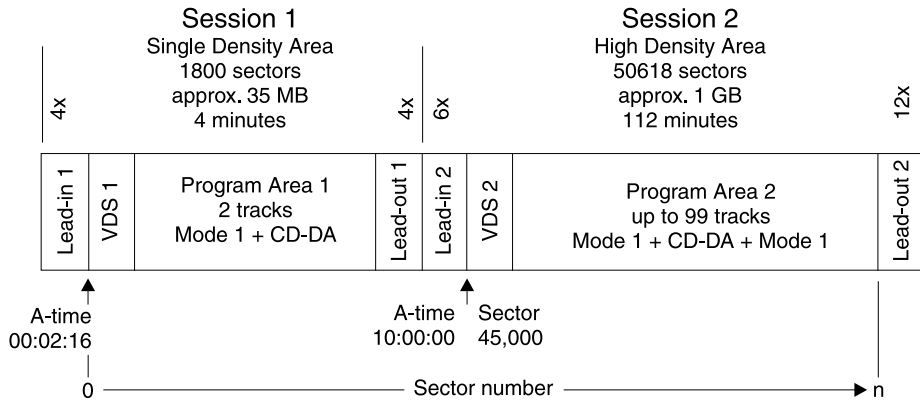 Session 1
Single Density Area
1800 sectors
approx. 35 MB
4 minutes
Session 2
High Density Area
50618 sectors
approx. 1 GB
112 minutes
4x
4x
6x
12x
Lead-in 1
VDS 1
Program Area 1
2 tracks
Mode 1 + CD-DA
Lead-out 1
Lead-in 2
VDS 2
Program Area 2
up to 99 tracks
Mode 1 + CD-DA + Mode 1
Lead-out 2
A-time
00:02:16
A-time
10:00:00
Sector
45,000
0
Sector number
n